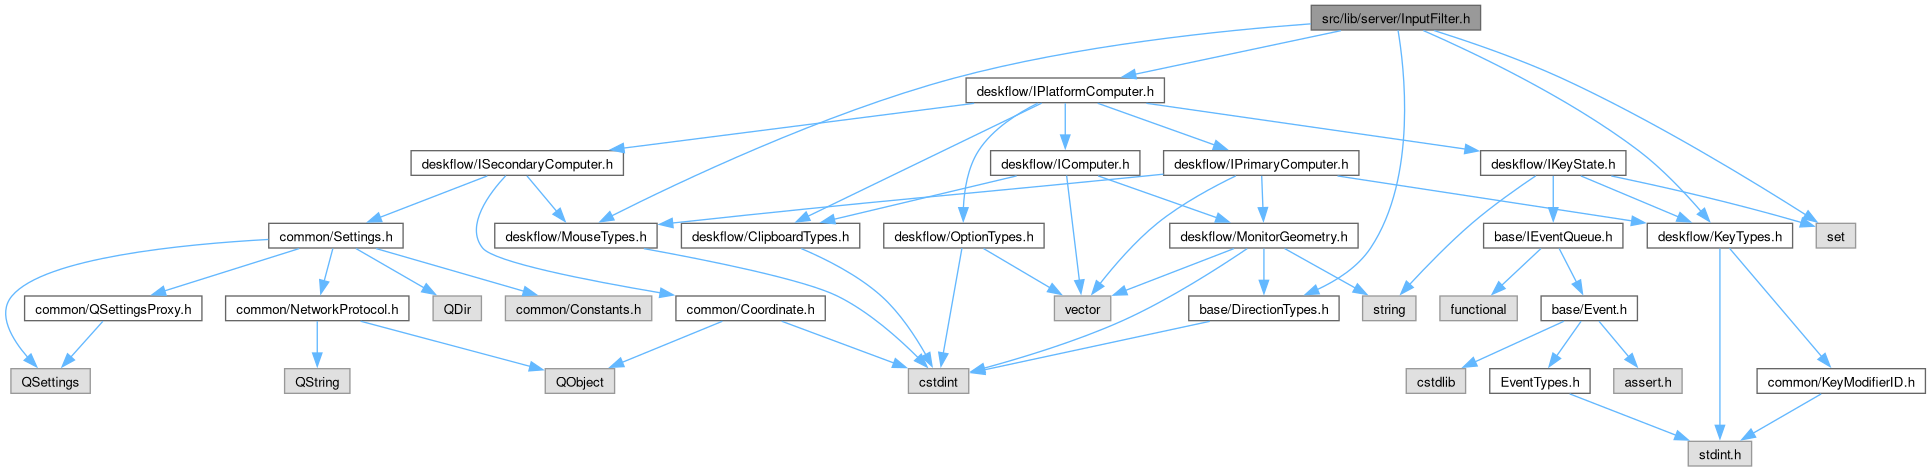 src/lib/server/InputFilter.h
deskflow/IPlatformComputer.h
deskflow/ISecondaryComputer.h
deskflow/IComputer.h
deskflow/IPrimaryComputer.h
deskflow/IKeyState.h
common/Settings.h
deskflow/MouseTypes.h
deskflow/ClipboardTypes.h
deskflow/OptionTypes.h
deskflow/MonitorGeometry.h
base/IEventQueue.h
deskflow/KeyTypes.h
set
common/QSettingsProxy.h
common/NetworkProtocol.h
QDir
common/Constants.h
common/Coordinate.h
vector
base/DirectionTypes.h
string
functional
base/Event.h
QSettings
QString
QObject
cstdint
cstdlib
EventTypes.h
assert.h
common/KeyModifierID.h
stdint.h